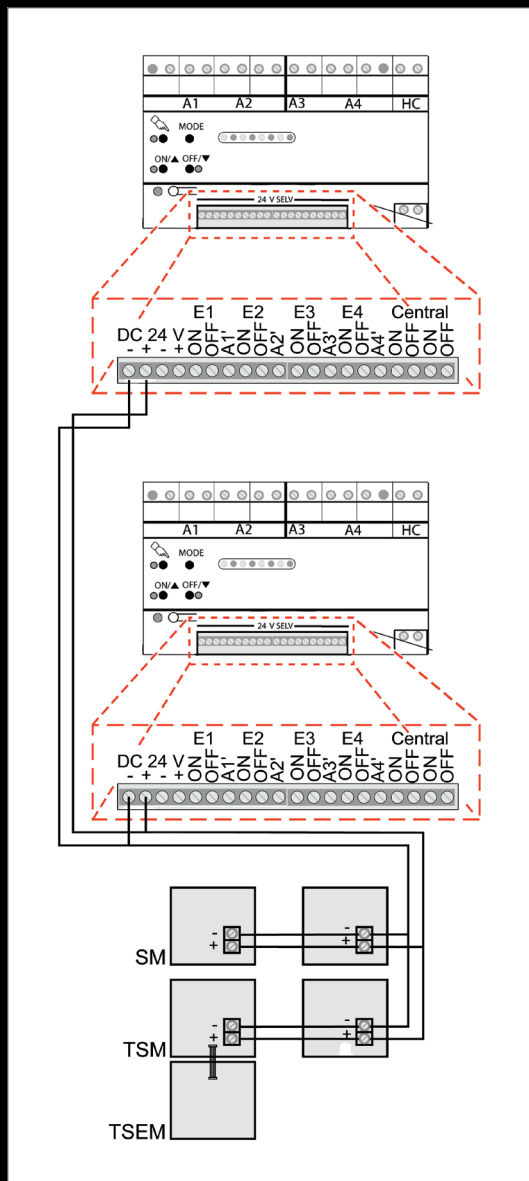 A1 A2 A3 A4 HC
MODE
ON/▲ OFF/▼
24 V SELV
E1 E2 E3 E4 Central
DC 24 V ON OFF A1' ON OFF A2' ON OFF A3' ON OFF A4' ON OFF ON OFF
- + - +
A1 A2 A3 A4 HC
MODE
ON/▲ OFF/▼
24 V SELV
E1 E2 E3 E4 Central
DC 24 V ON OFF A1' ON OFF A2' ON OFF A3' ON OFF A4' ON OFF ON OFF
- + - +
- -
+ +
SM
- -
+ +
TSM
TSEM